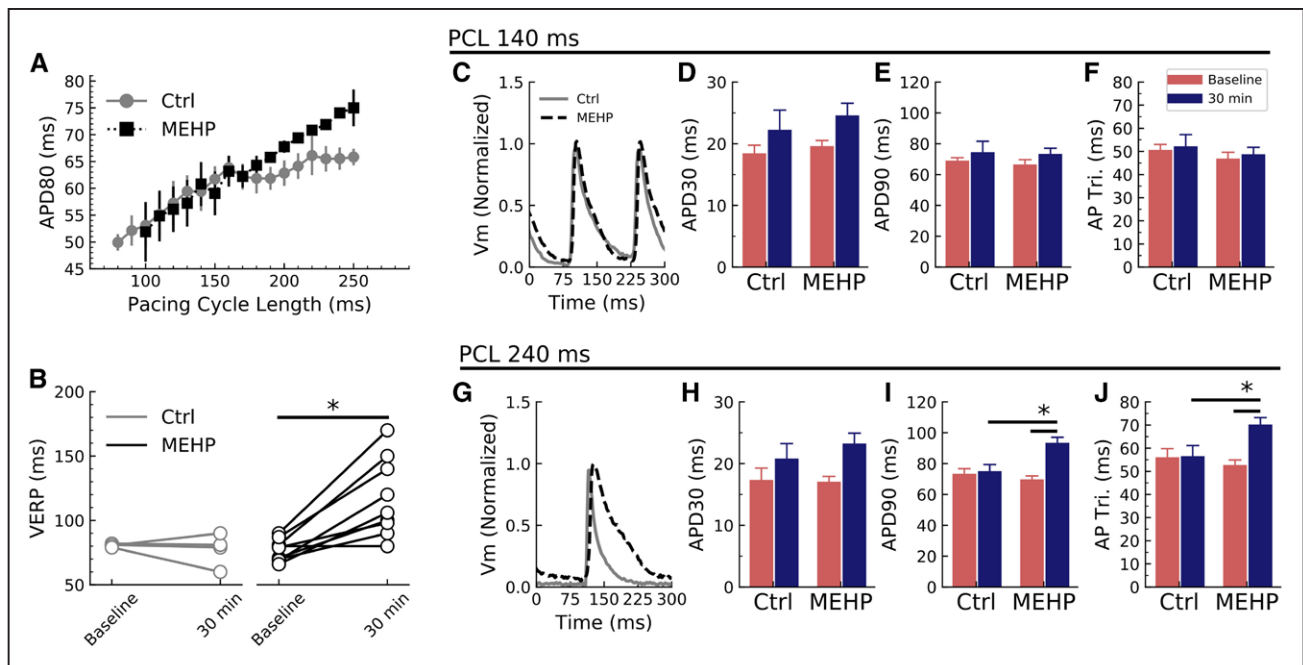 A
80
75
70
65
60
55
50
45
APD80 (ms)
Ctrl
MEHP
100
150
200
250
Pacing Cycle Length (ms)
B
200
150
100
50
VERP (ms)
Ctrl
MEHP
*
Baseline
30 min
Baseline
30 min
PCL 140 ms
C
1.5
1.0
0.5
0.0
Vm (Normalized)
Ctrl
MEHP
0
75
150
225
300
Time (ms)
D
30
20
10
0
APD30 (ms)
Ctrl
MEHP
E
120
100
80
60
40
20
0
APD90 (ms)
Ctrl
MEHP
F
80
70
60
50
40
30
20
10
0
AP Tri. (ms)
Baseline
30 min
Ctrl
MEHP
PCL 240 ms
G
1.5
1.0
0.5
0.0
Vm (Normalized)
0
75
150
225
300
Time (ms)
H
30
20
10
0
APD30 (ms)
Ctrl
MEHP
I
120
100
80
60
40
20
0
APD90 (ms)
*
Ctrl
MEHP
J
80
70
60
50
40
30
20
10
0
AP Tri. (ms)
*
Ctrl
MEHP